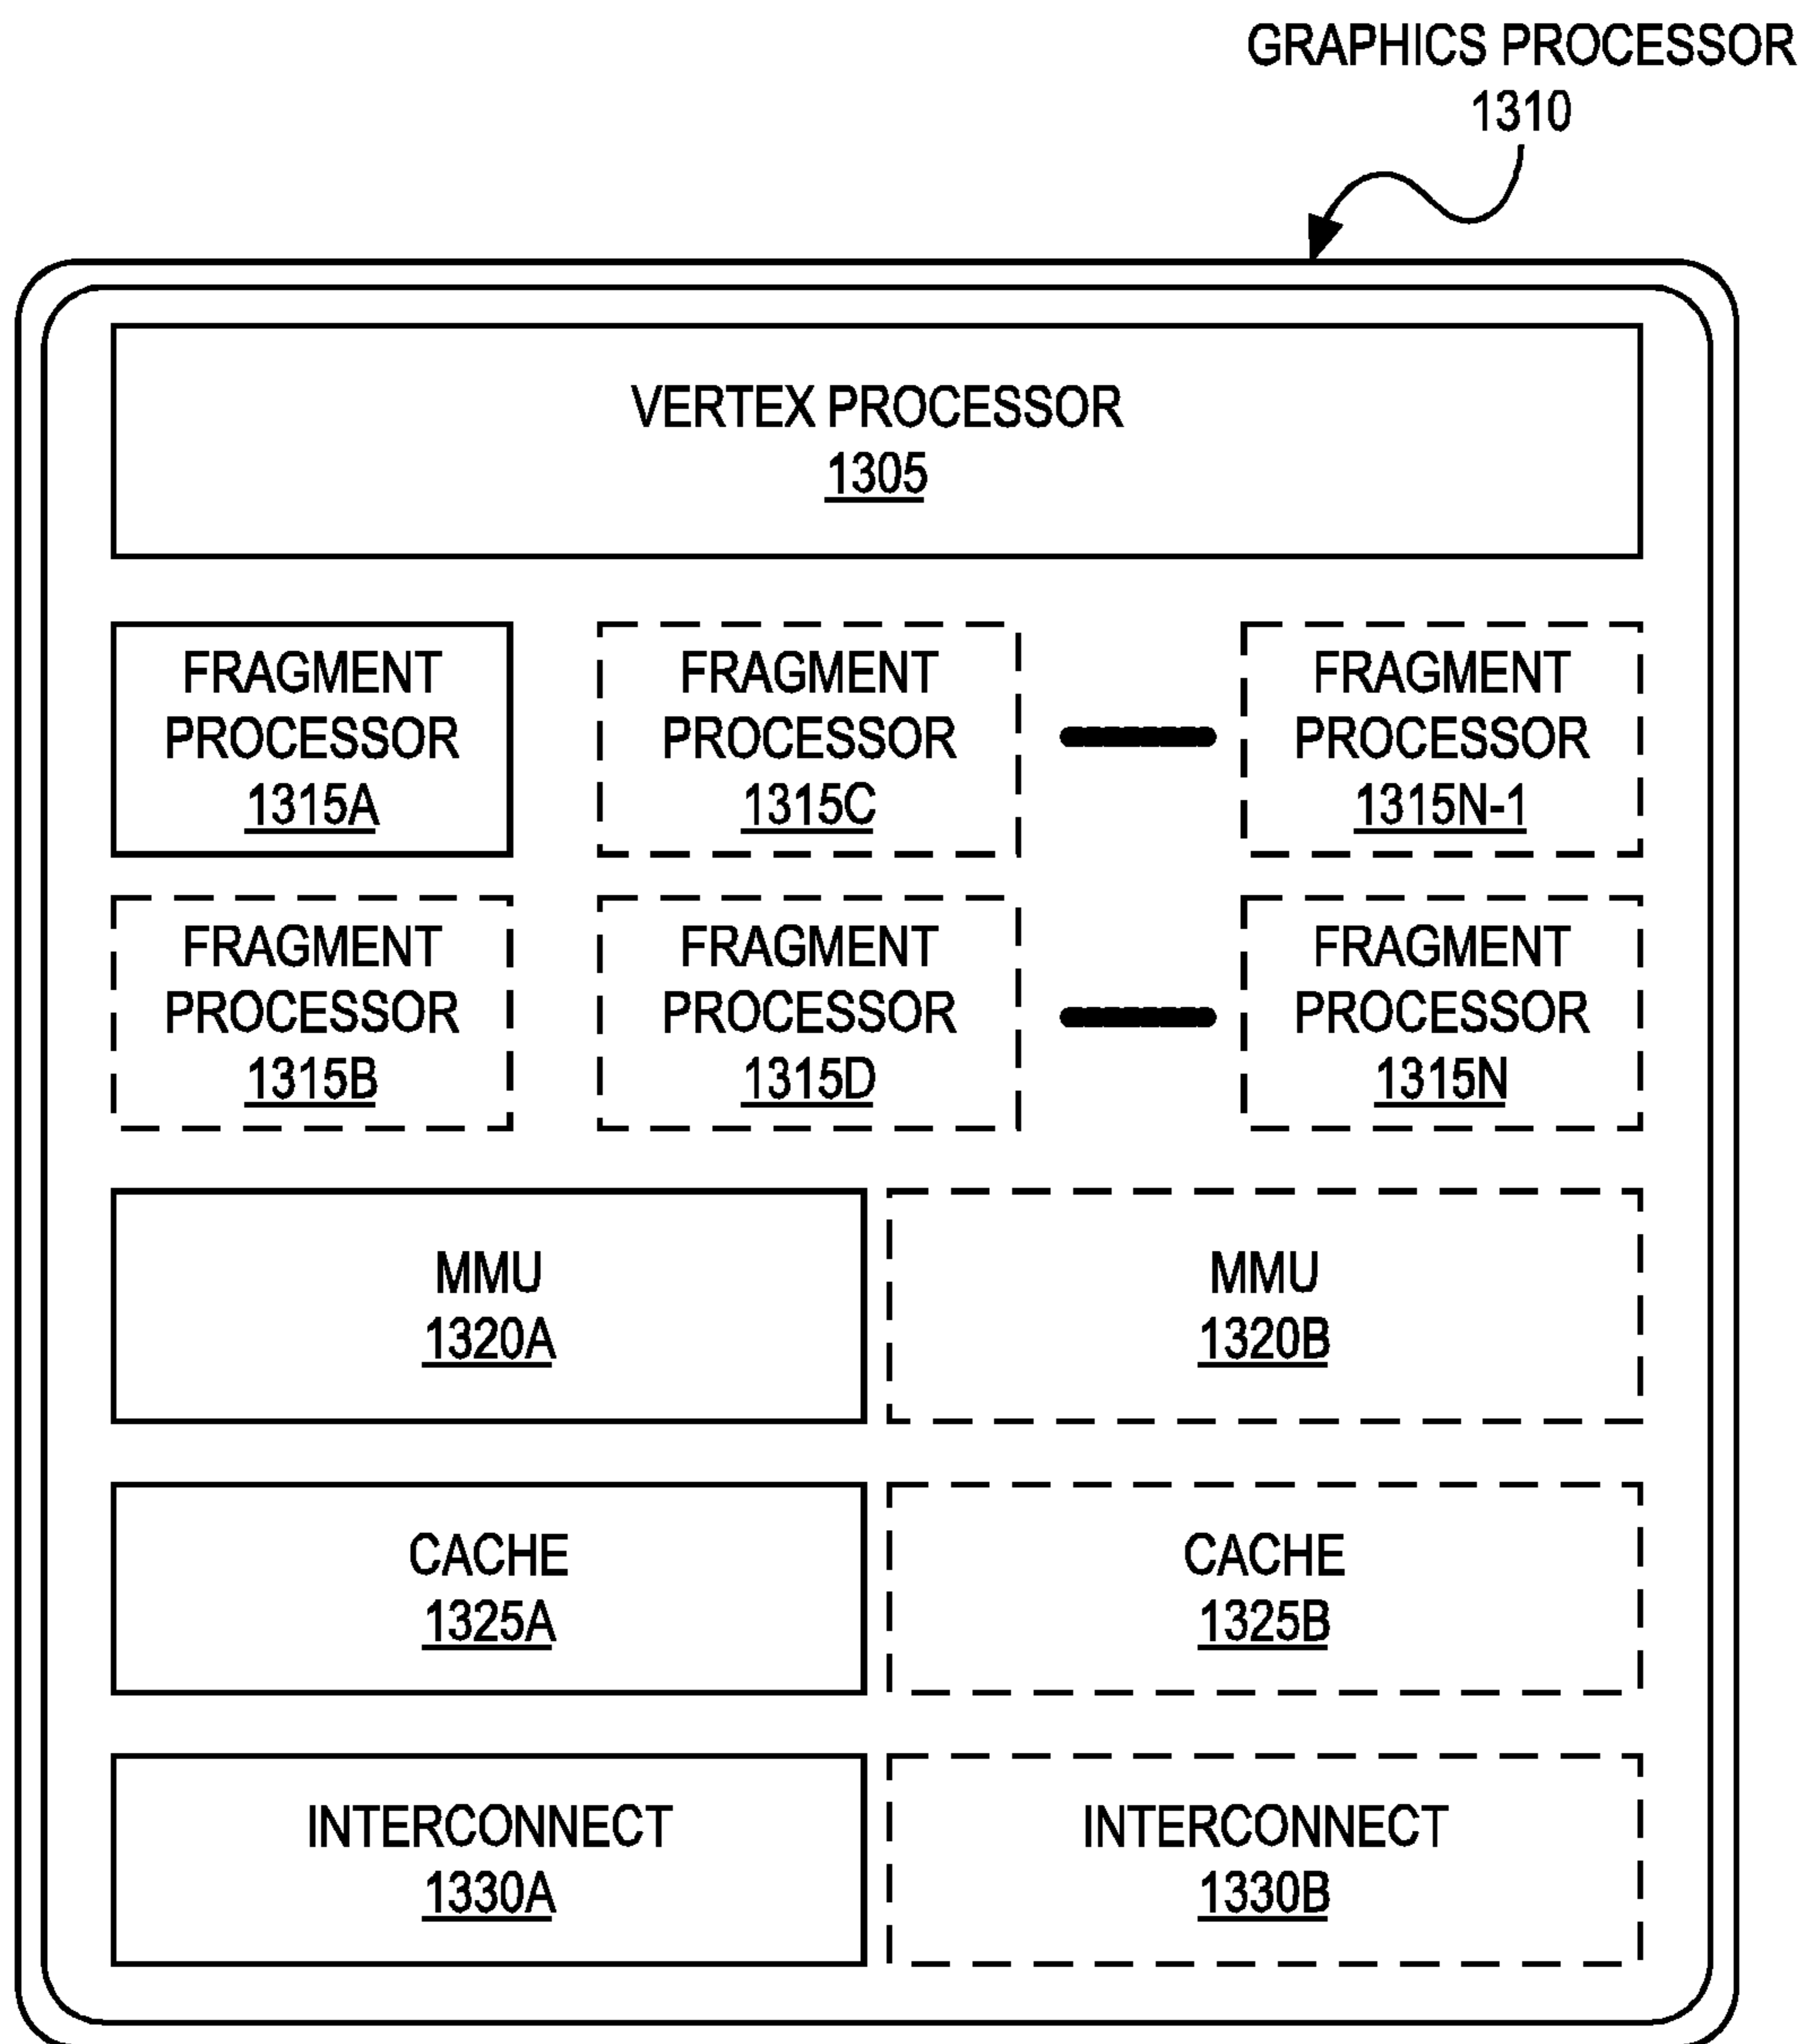 GRAPHICS PROCESSOR
1310
VERTEX PROCESSOR
1305
FRAGMENT
PROCESSOR
1315A
FRAGMENT
PROCESSOR
1315C
FRAGMENT
PROCESSOR
1315N-1
FRAGMENT
PROCESSOR
1315B
FRAGMENT
PROCESSOR
1315D
FRAGMENT
PROCESSOR
1315N
MMU
1320A
MMU
1320B
CACHE
1325A
CACHE
1325B
INTERCONNECT
1330A
INTERCONNECT
1330B